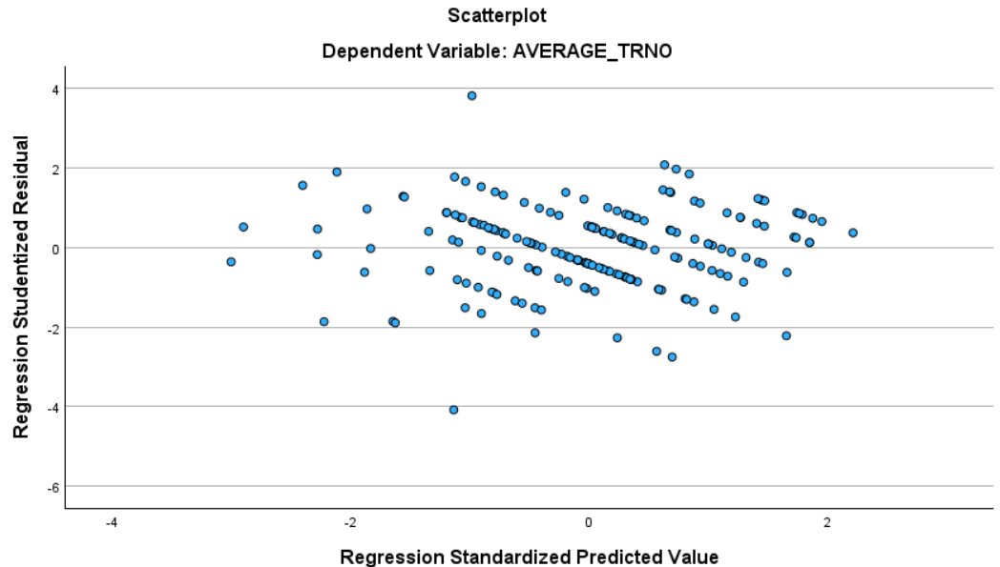 Scatterplot
Dependent Variable: AVERAGE_TRNO
Regression Studentized Residual
4
2
0
-2
-4
-6
-4
-2
0
2
Regression Standardized Predicted Value